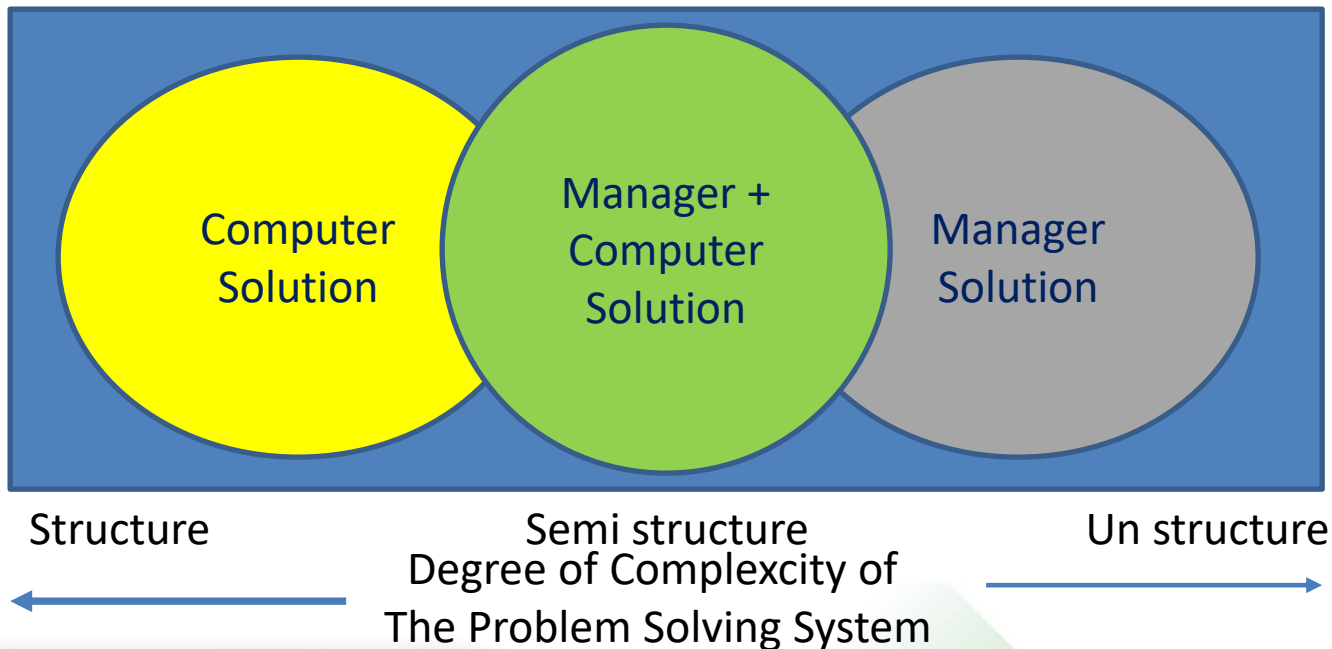 Computer
Solution
Manager +
Computer
Solution
Manager
Solution
Structure
Semi structure
Un structure
Degree of Complexcity of
The Problem Solving System